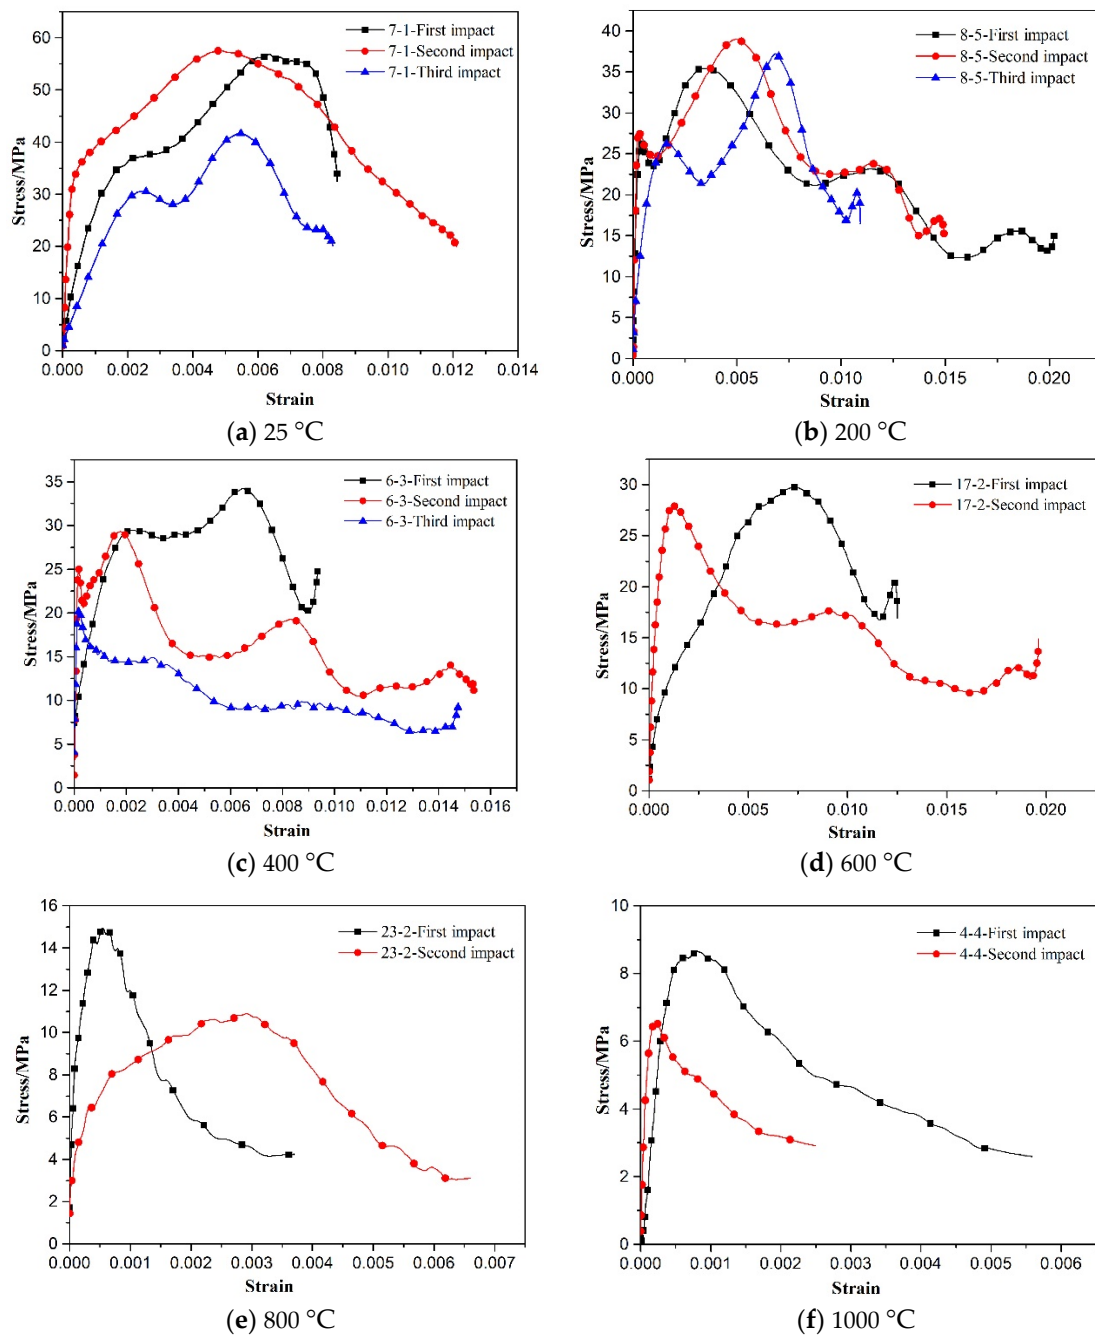 7-1-First impact
7-1-Second impact
7-1-Third impact
Stress/MPa
60
50
40
30
20
10
0
0.000 0.002 0.004 0.006 0.008 0.010 0.012 0.014
Strain
(a) 25 °C
8-5-First impact
8-5-Second impact
8-5-Third impact
Stress/MPa
40
35
30
25
20
15
10
5
0
0.000 0.005 0.010 0.015 0.020
Strain
(b) 200 °C
6-3-First impact
6-3-Second impact
6-3-Third impact
Stress/MPa
35
30
25
20
15
10
5
0
0.000 0.002 0.004 0.006 0.008 0.010 0.012 0.014 0.016
Strain
(c) 400 °C
17-2-First impact
17-2-Second impact
Stress/MPa
30
25
20
15
10
5
0
0.000 0.005 0.010 0.015 0.020
Strain
(d) 600 °C
23-2-First impact
23-2-Second impact
Stress/MPa
16
14
12
10
8
6
4
2
0
0.000 0.001 0.002 0.003 0.004 0.005 0.006 0.007
Strain
(e) 800 °C
4-4-First impact
4-4-Second impact
Stress/MPa
10
8
6
4
2
0
0.000 0.001 0.002 0.003 0.004 0.005 0.006
Strain
(f) 1000 °C